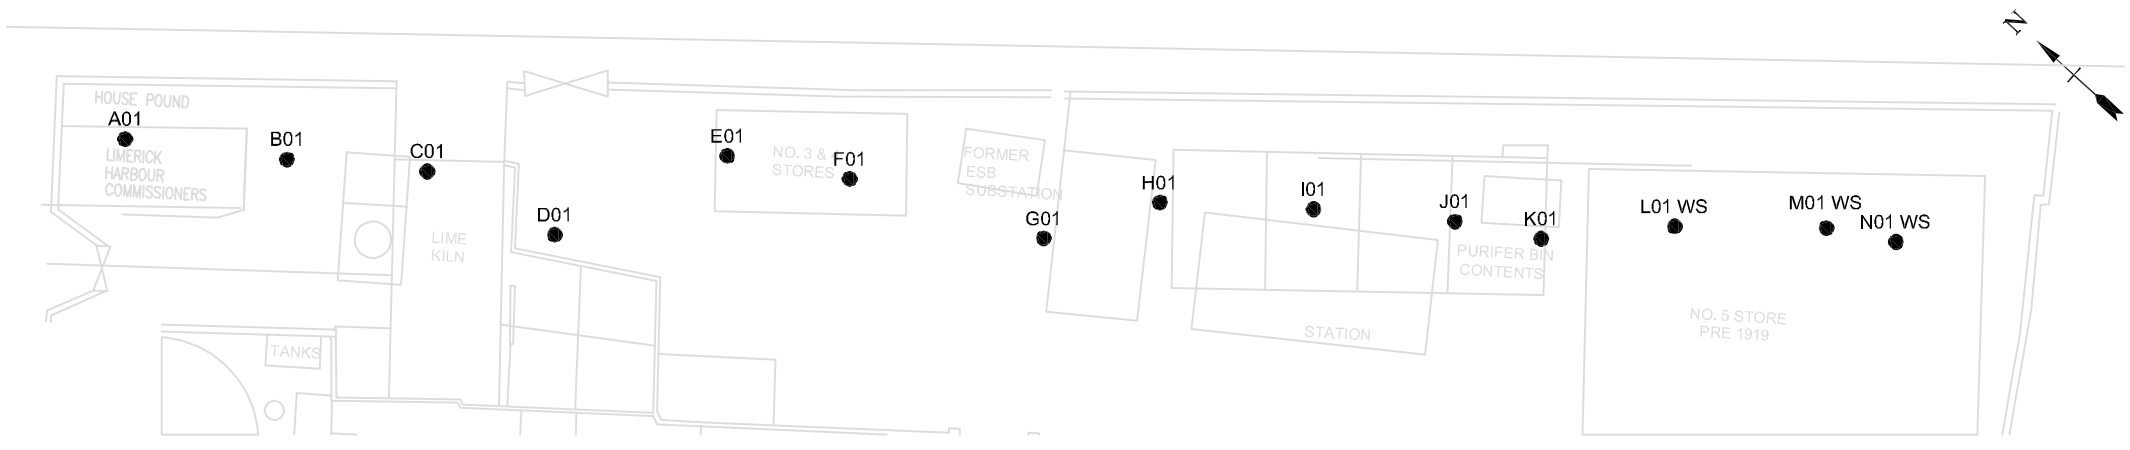 N
HOUSE POUND
A01
B01
LIMERICK
HARBOUR
COMMISSIONERS
C01
LIME
KILN
TANKS
D01
E01
NO. 3 &
STORES
F01
FORMER
ESB
SUBSTATION
G01
H01
I01
STATION
J01
K01
PURIFER BIN
CONTENTS
L01 WS
M01 WS
N01 WS
NO. 5 STORE
PRE 1919